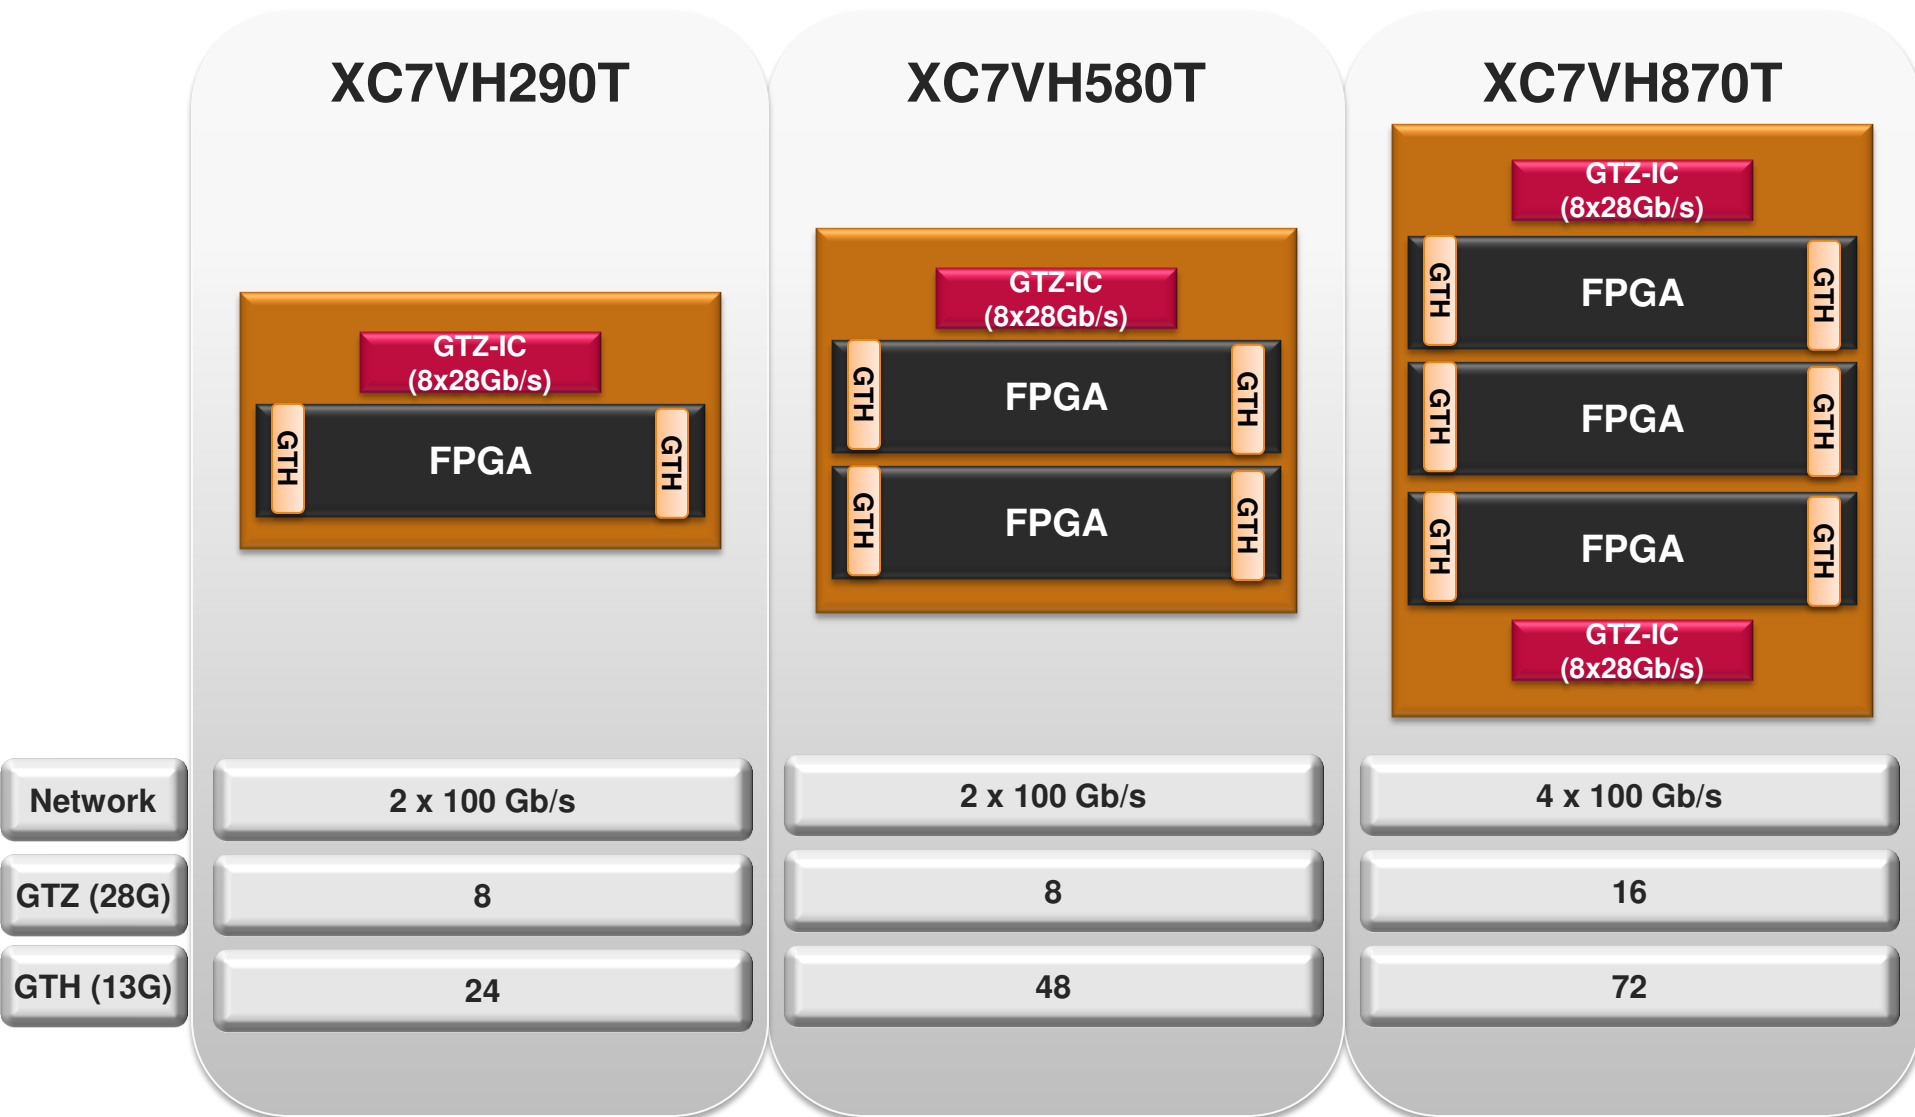 XC7VH290T
GTZ-IC
(8x28Gb/s)
GTH
FPGA
GTH
XC7VH580T
GTZ-IC
(8x28Gb/s)
GTH
FPGA
GTH
GTH
FPGA
GTH
XC7VH870T
GTZ-IC
(8x28Gb/s)
GTH
FPGA
GTH
GTH
FPGA
GTH
GTH
FPGA
GTH
GTZ-IC
(8x28Gb/s)
Network
2 x 100 Gb/s
2 x 100 Gb/s
4 x 100 Gb/s
GTZ (28G)
8
8
16
GTH (13G)
24
48
72